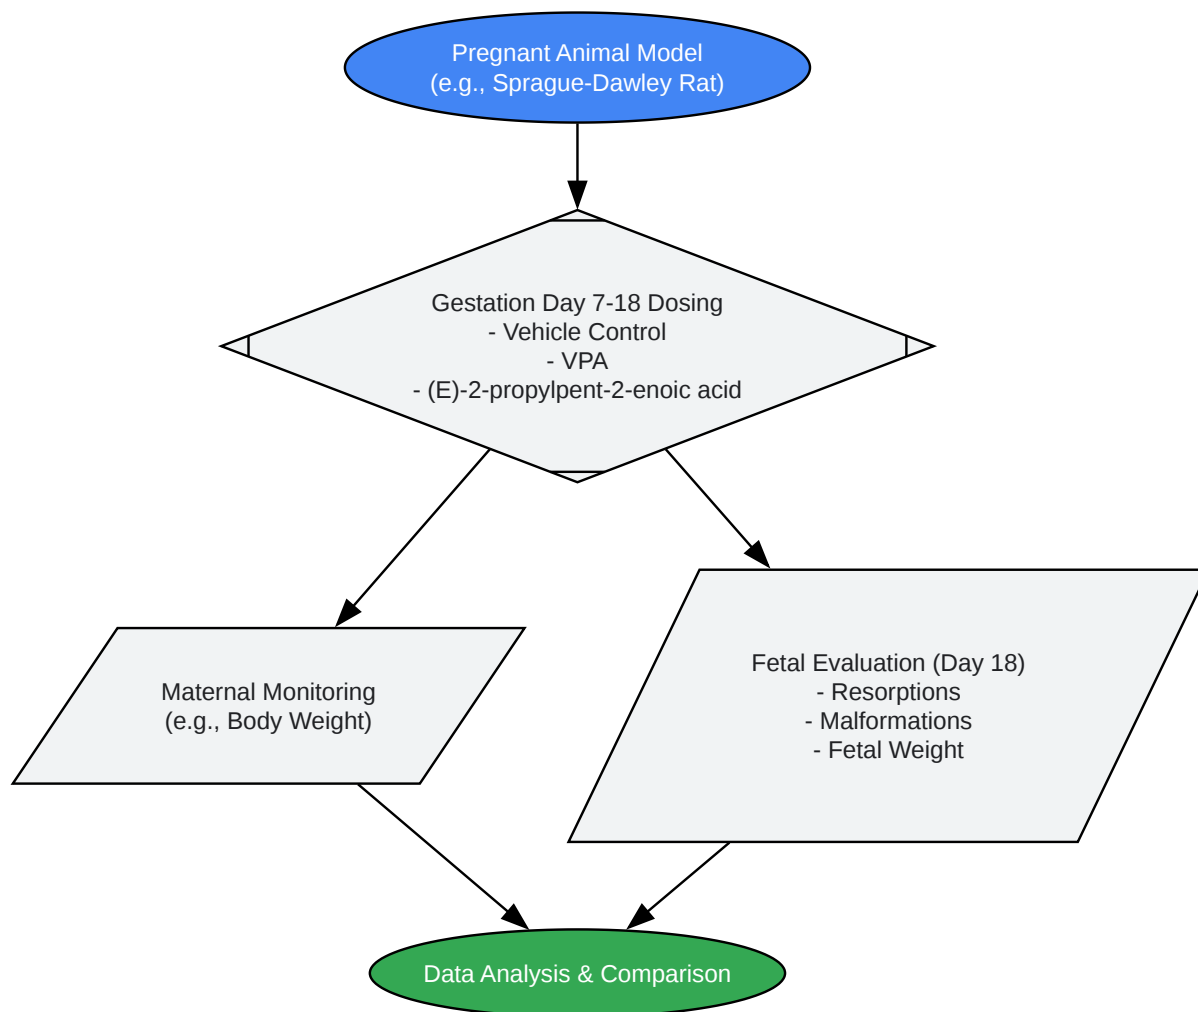 Pregnant Animal Model
(e.g., Sprague-Dawley Rat)
Gestation Day 7-18 Dosing
- Vehicle Control
- VPA
- (E)-2-propylpent-2-enoic acid
Maternal Monitoring
(e.g., Body Weight)
Fetal Evaluation (Day 18)
- Resorptions
- Malformations
- Fetal Weight
Data Analysis & Comparison